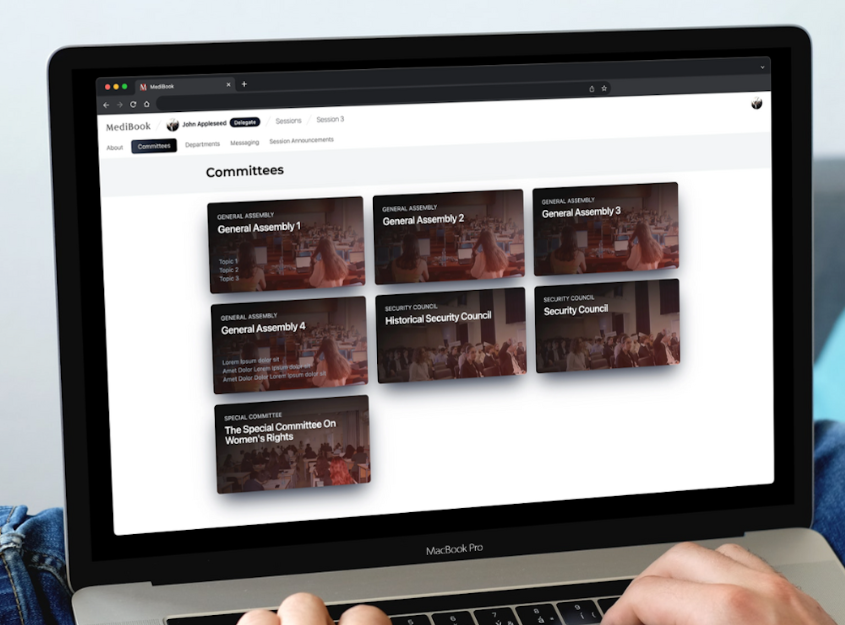 MediBook
MediBook / John Appleseed Delegate / Sessions / Session 3
About Committees Departments Messaging Session Announcements
Committees
GENERAL ASSEMBLY
General Assembly 1
Topic 1
Topic 2
Topic 3
GENERAL ASSEMBLY
General Assembly 2
GENERAL ASSEMBLY
General Assembly 3
GENERAL ASSEMBLY
General Assembly 4
Lorem ipsum dolor sit
Amet Dolor Lorem Ipsum dolor sit
Amet Dolor Dolor Lorem ipsum dolor sit
SECURITY COUNCIL
Historical Security Council
SECURITY COUNCIL
Security Council
SPECIAL COMMITTEE
The Special Committee On
Women's Rights
MacBook Pro